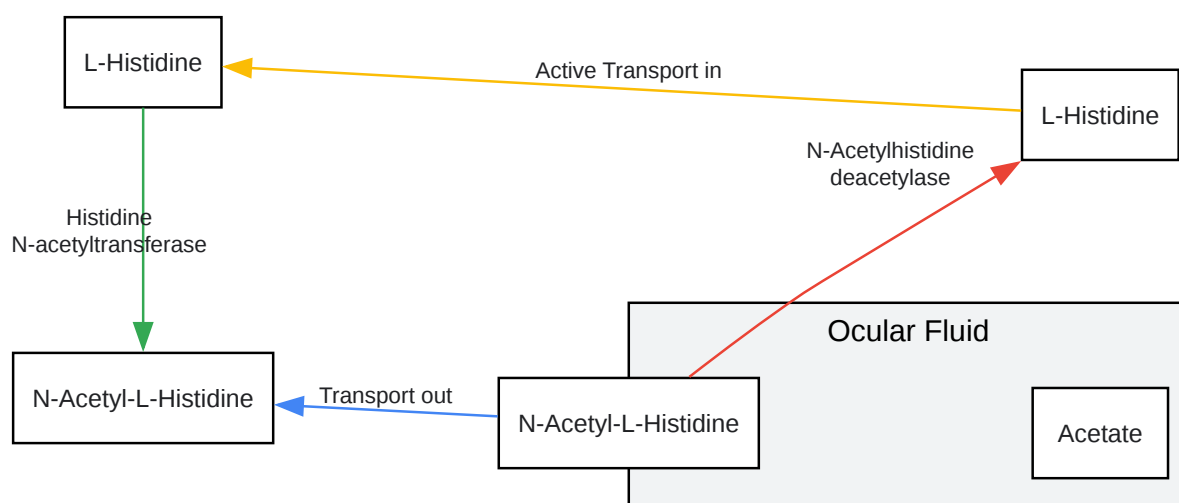 L-Histidine
Active Transport in
L-Histidine
N-Acetylhistidine
deacetylase
Histidine
N-acetyltransferase
Ocular Fluid
N-Acetyl-L-Histidine
Transport out
N-Acetyl-L-Histidine
Acetate